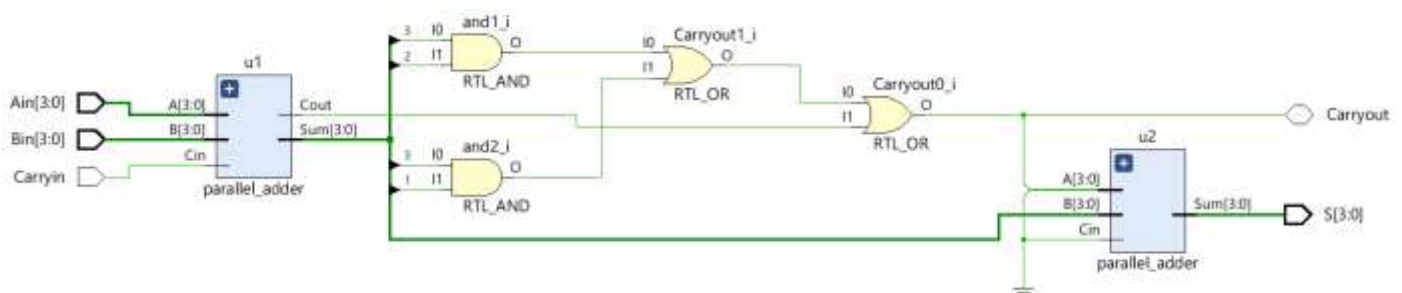 and1_i
3 I0
2 I1
O
RTL_AND
Carryout1_i
I0
I1
O
RTL_OR
u1
+
Ain[3:0]
Bin[3:0]
Carryin
A[3:0]
B[3:0]
Cin
Cout
Sum[3:0]
parallel_adder
and2_i
3 I0
1 I1
O
RTL_AND
Carryout0_i
I0
I1
O
RTL_OR
Carryout
u2
+
A[3:0]
B[3:0]
Cin
Sum[3:0]
parallel_adder
S[3:0]